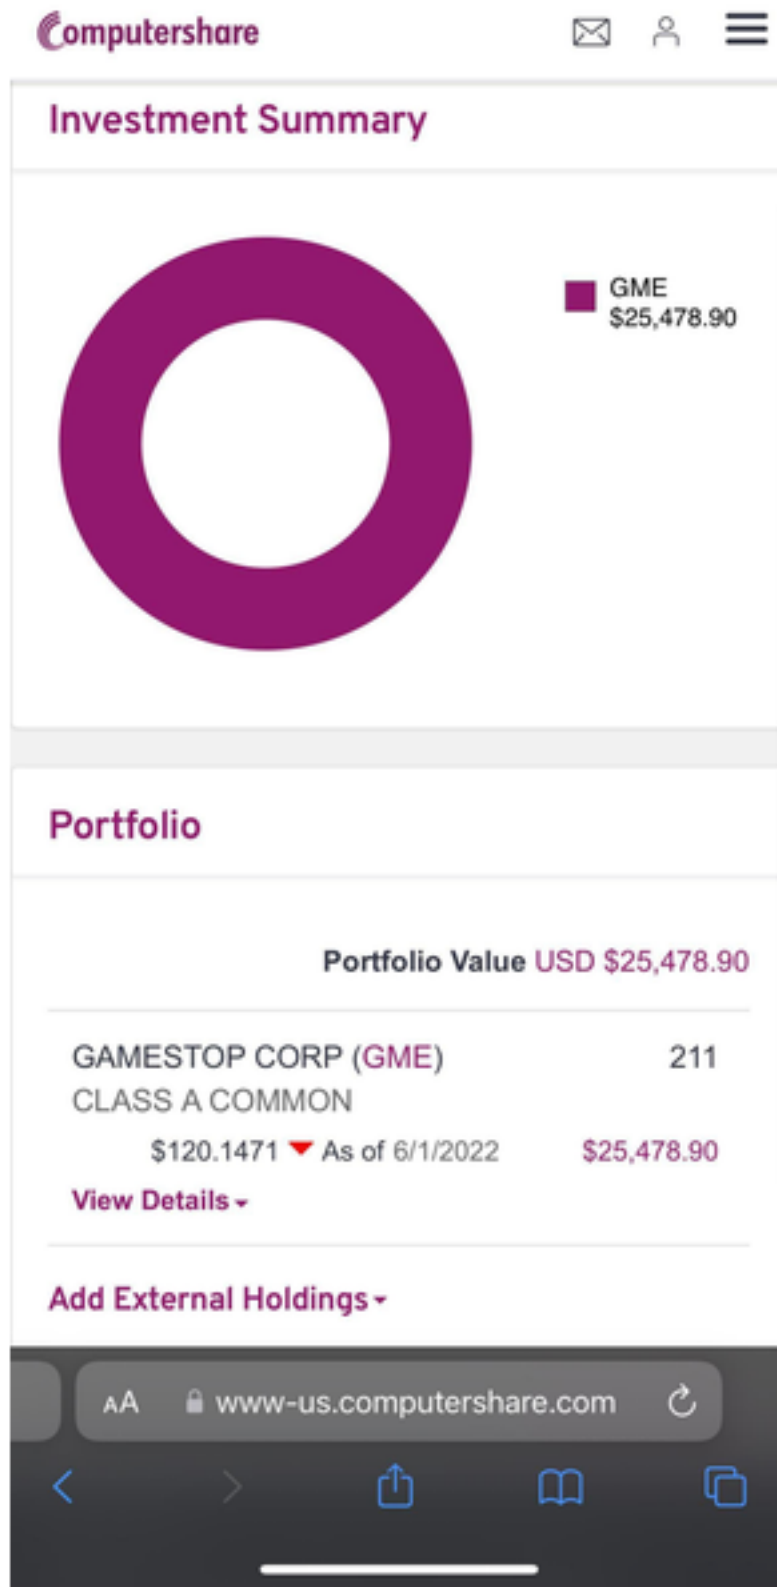 Computershare
Investment Summary
GME
$25,478.90
Portfolio
Portfolio Value USD $25,478.90
GAMESTOP CORP (GME) 211
CLASS A COMMON
$120.1471 As of 6/1/2022 $25,478.90
View Details
Add External Holdings
AA www-us.computershare.com